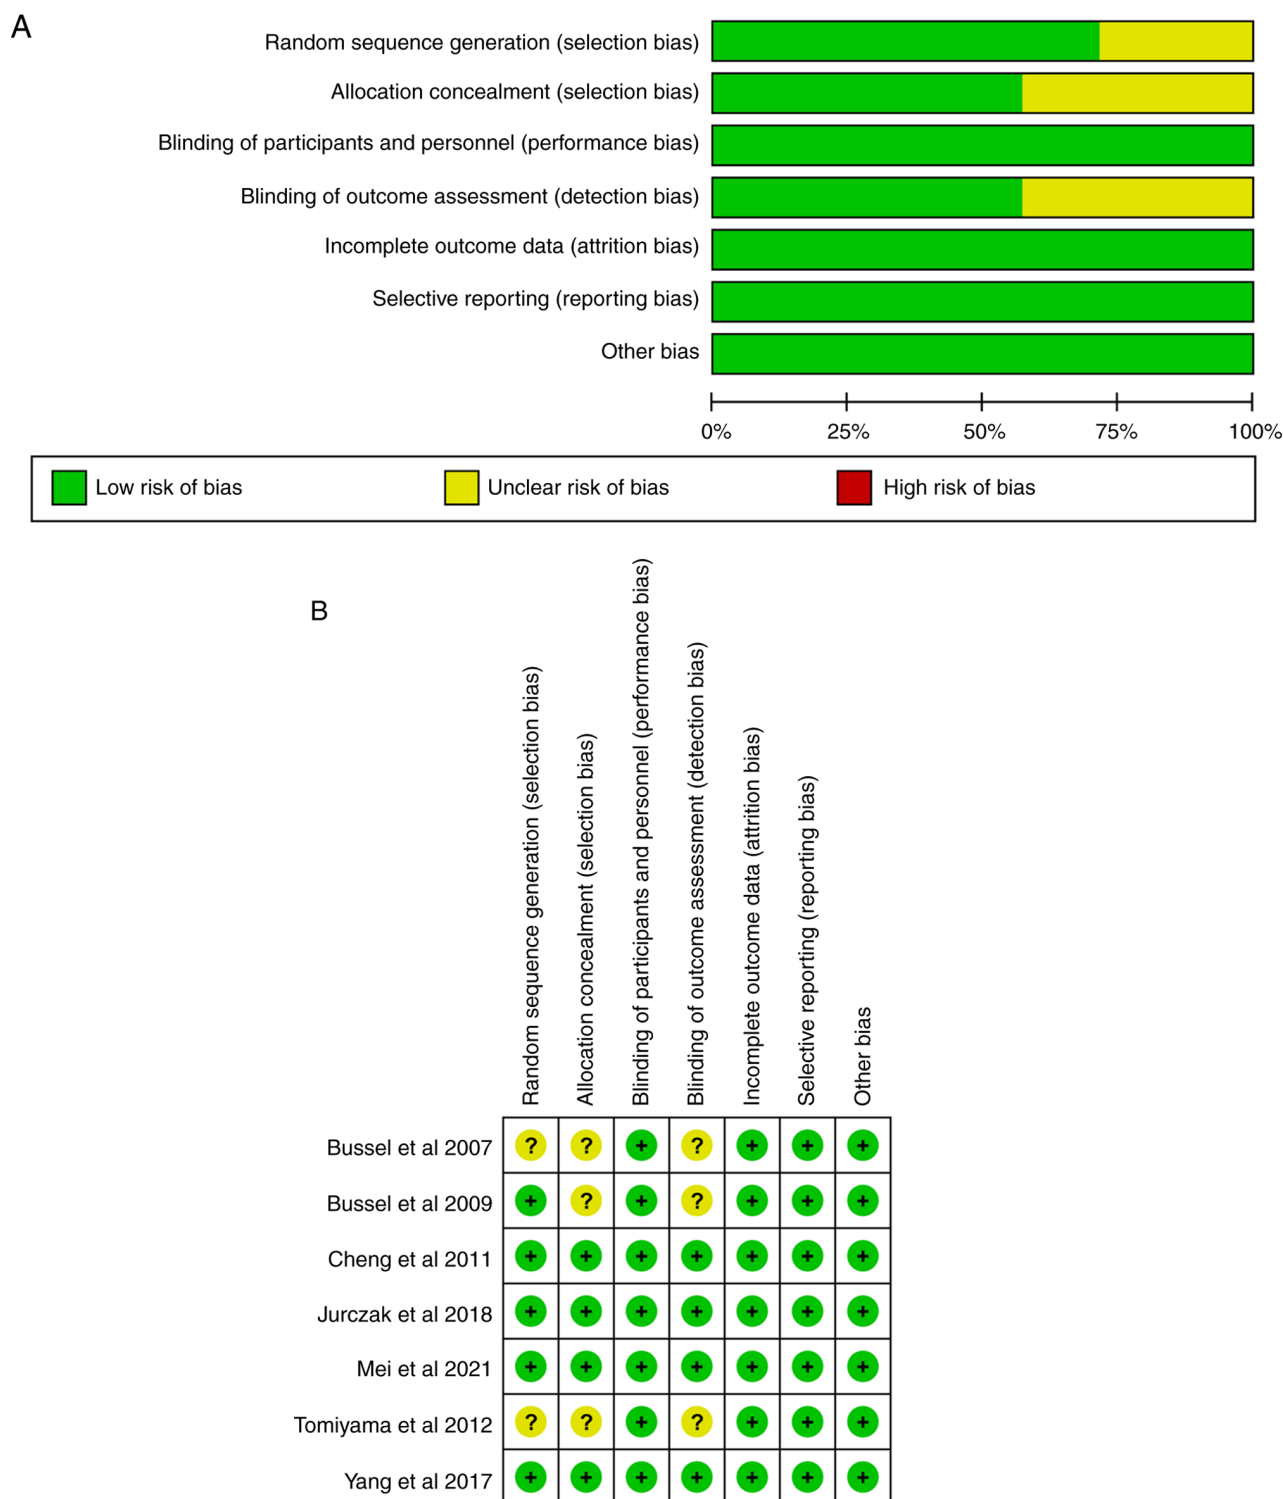 A
Random sequence generation (selection bias)
Allocation concealment (selection bias)
Blinding of participants and personnel (performance bias)
Blinding of outcome assessment (detection bias)
Incomplete outcome data (attrition bias)
Selective reporting (reporting bias)
Other bias
0% 25% 50% 75% 100%
Low risk of bias Unclear risk of bias High risk of bias
B
Random sequence generation (selection bias)
Allocation concealment (selection bias)
Blinding of participants and personnel (performance bias)
Blinding of outcome assessment (detection bias)
Incomplete outcome data (attrition bias)
Selective reporting (reporting bias)
Other bias
Bussel et al 2007 ? ? + ? + + +
Bussel et al 2009 + ? + ? + + +
Cheng et al 2011 + + + + + + +
Jurczak et al 2018 + + + + + + +
Mei et al 2021 + + + + + + +
Tomiyama et al 2012 ? ? + ? + + +
Yang et al 2017 + + + + + + +